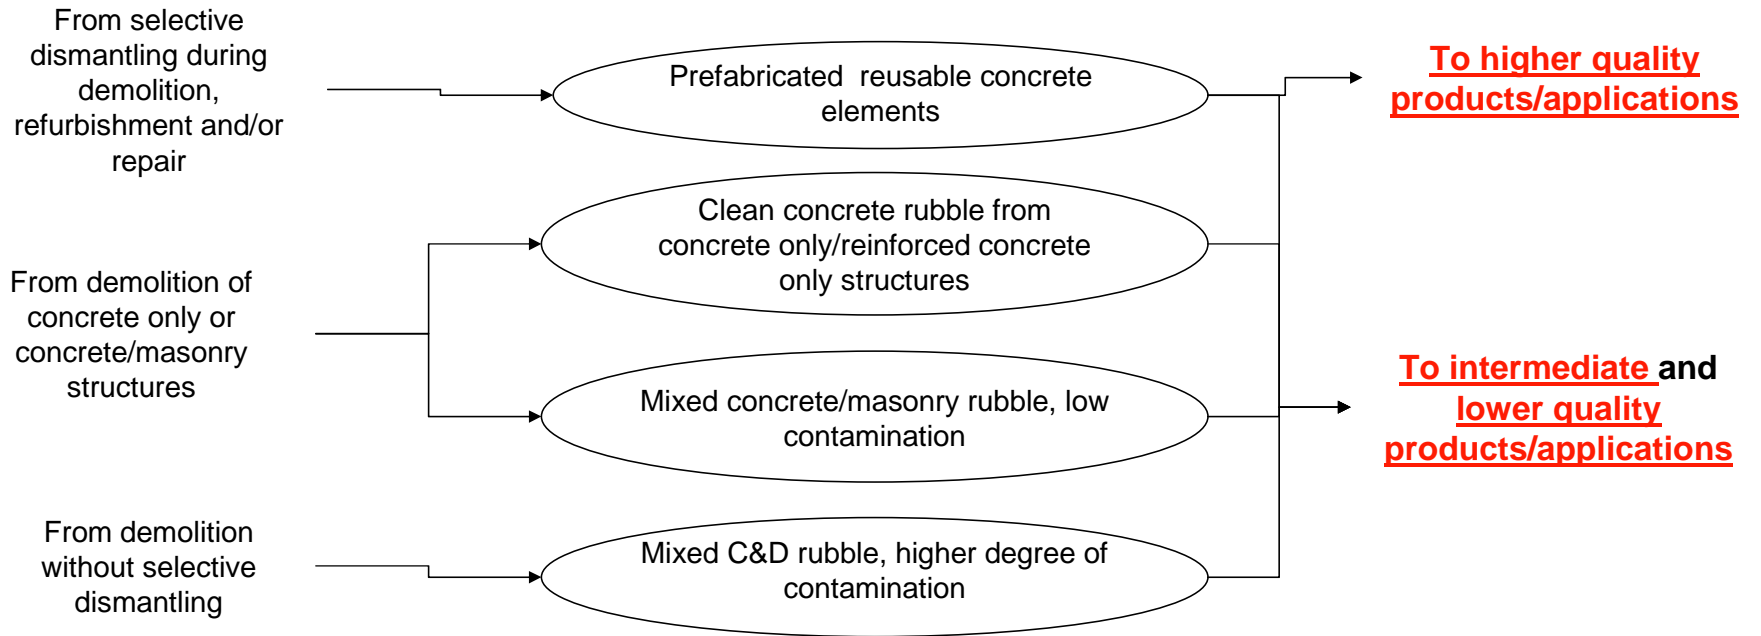 From selective
dismantling during
demolition,
refurbishment and/or
repair
Prefabricated reusable concrete
elements
To higher quality
products/applications
Clean concrete rubble from
concrete only/reinforced concrete
only structures
From demolition of
concrete only or
concrete/masonry
structures
Mixed concrete/masonry rubble, low
contamination
To intermediate and
lower quality
products/applications
From demolition
without selective
dismantling
Mixed C&D rubble, higher degree of
contamination